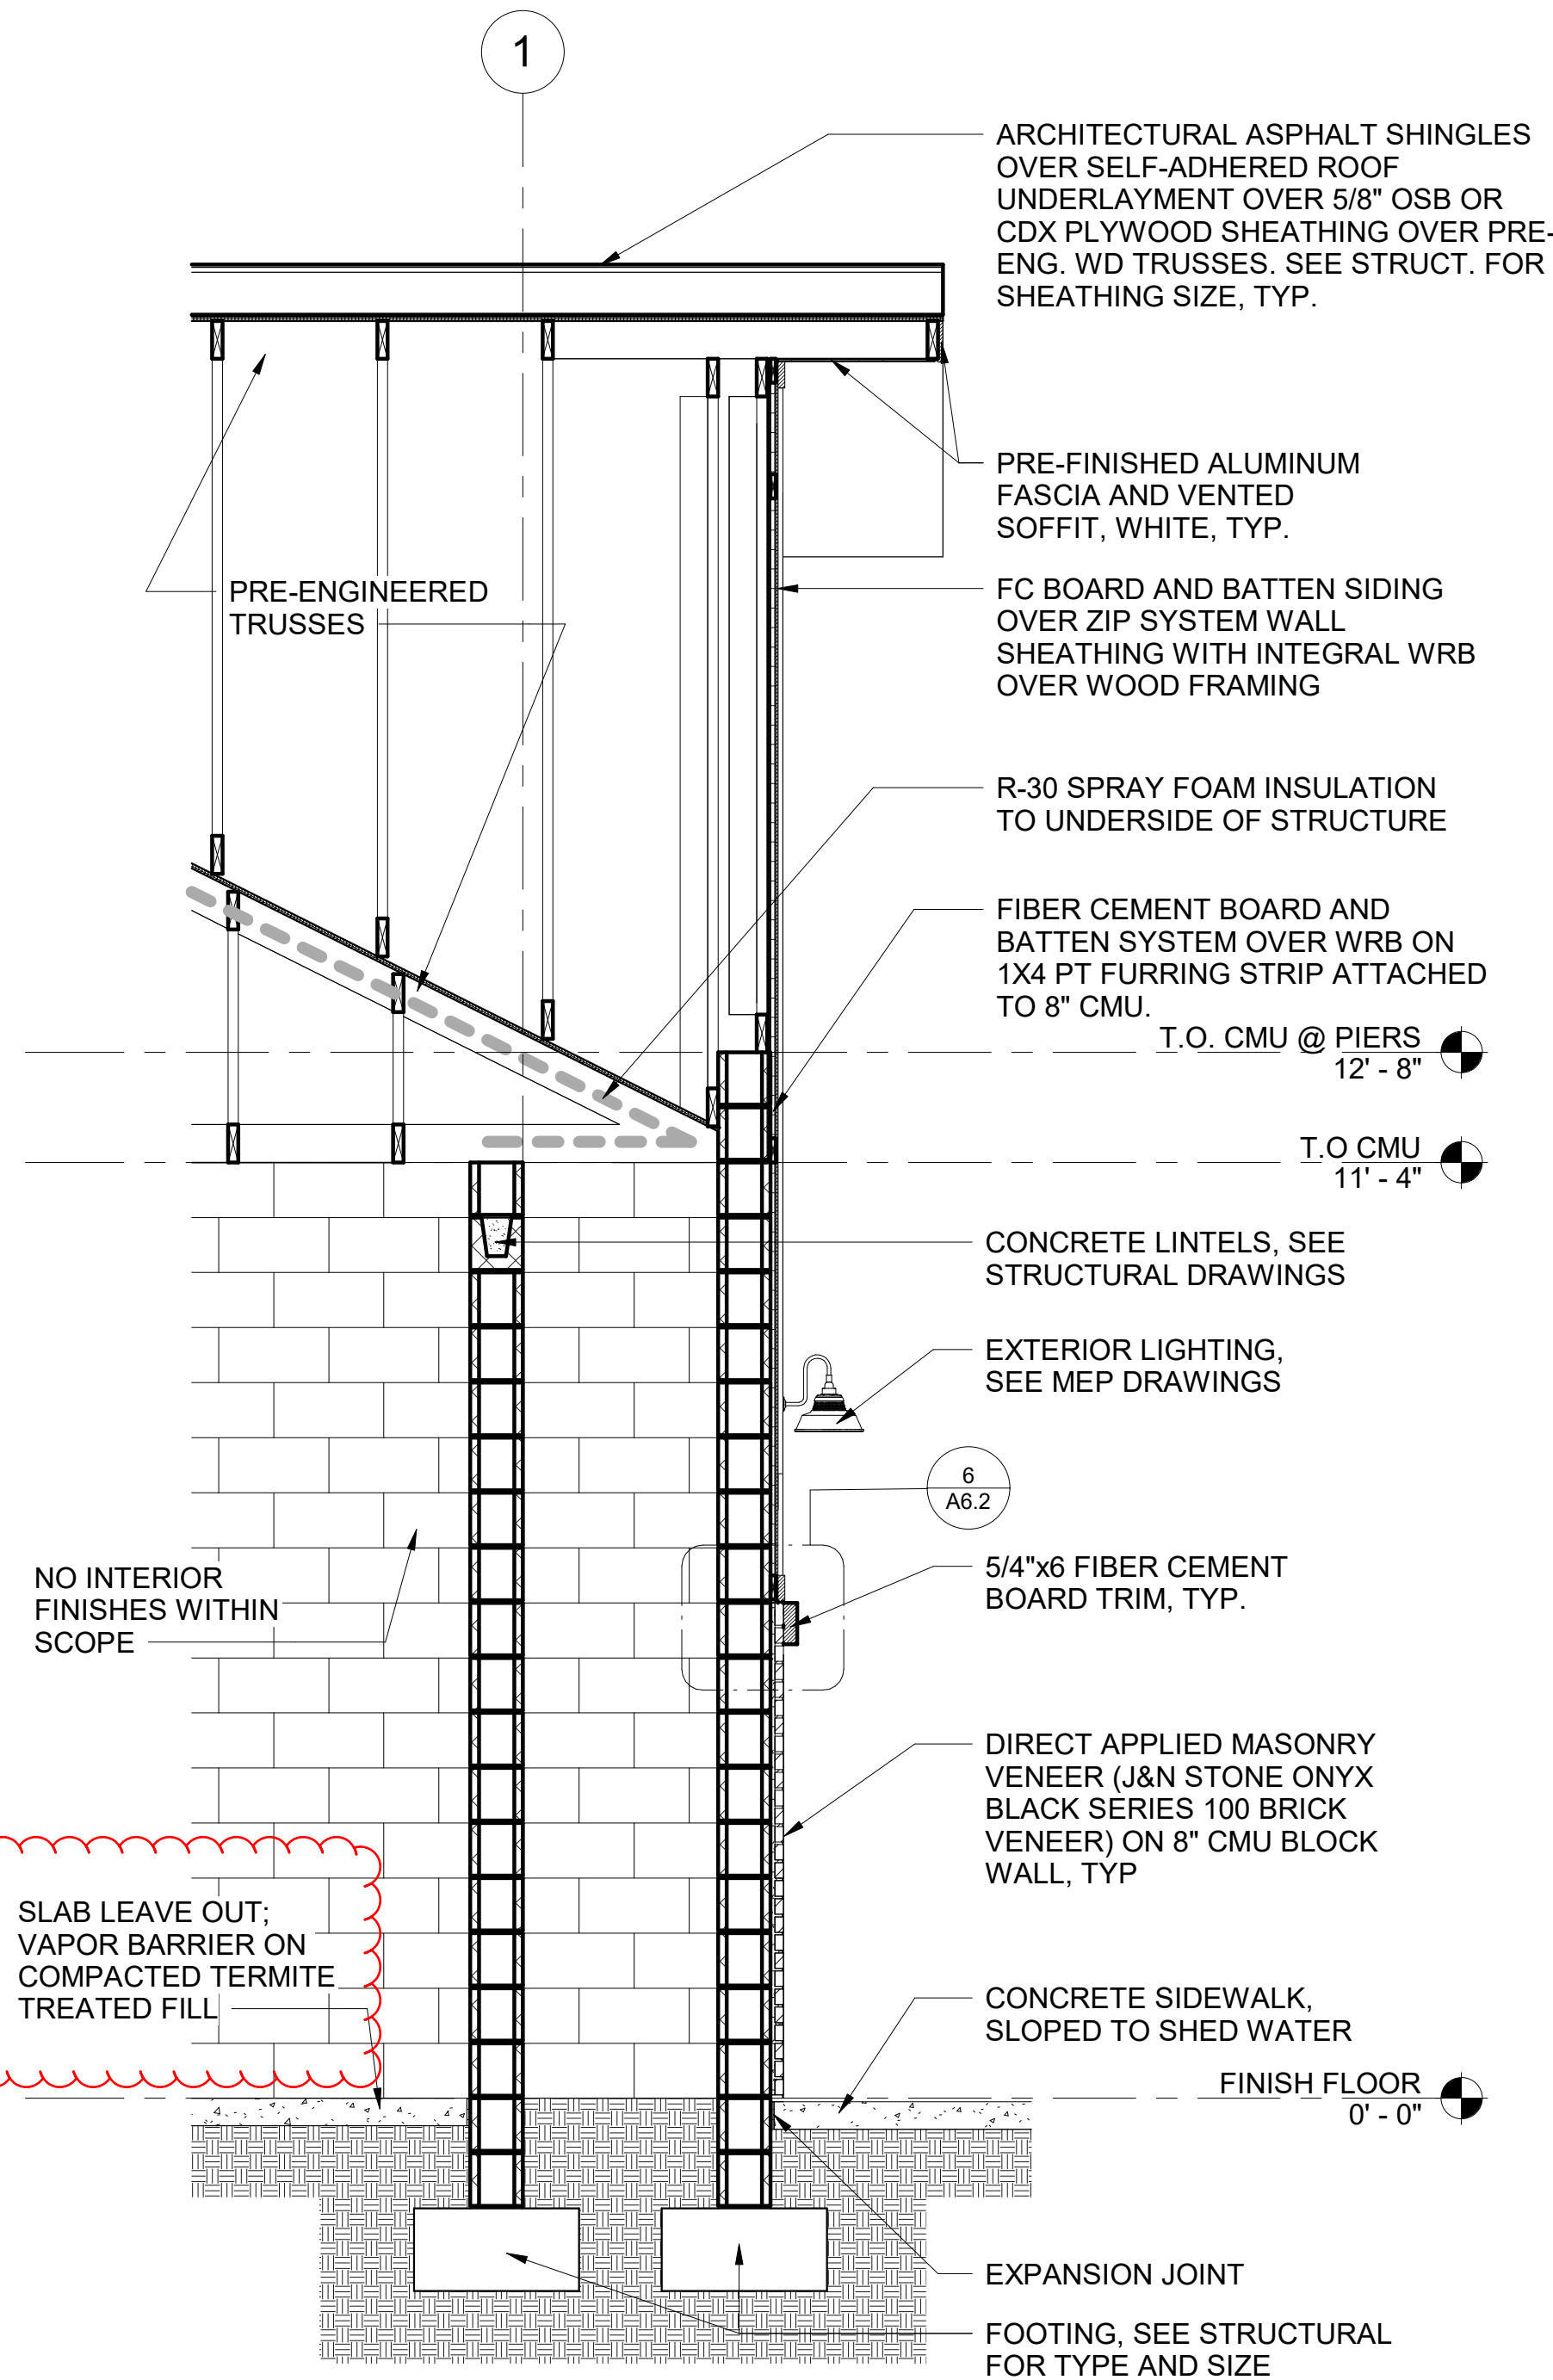 1
ARCHITECTURAL ASPHALT SHINGLES
OVER SELF-ADHERED ROOF
UNDERLAYMENT OVER 5/8" OSB OR
CDX PLYWOOD SHEATHING OVER PRE-
ENG. WD TRUSSES. SEE STRUCT. FOR
SHEATHING SIZE, TYP.
PRE-FINISHED ALUMINUM
FASCIA AND VENTED
SOFFIT, WHITE, TYP.
PRE-ENGINEERED
TRUSSES
FC BOARD AND BATTEN SIDING
OVER ZIP SYSTEM WALL
SHEATHING WITH INTEGRAL WRB
OVER WOOD FRAMING
R-30 SPRAY FOAM INSULATION
TO UNDERSIDE OF STRUCTURE
FIBER CEMENT BOARD AND
BATTEN SYSTEM OVER WRB ON
1X4 PT FURRING STRIP ATTACHED
TO 8" CMU.
T.O. CMU @ PIERS
12' - 8"
T.O CMU
11' - 4"
CONCRETE LINTELS, SEE
STRUCTURAL DRAWINGS
EXTERIOR LIGHTING,
SEE MEP DRAWINGS
6
A6.2
5/4"x6 FIBER CEMENT
BOARD TRIM, TYP.
NO INTERIOR
FINISHES WITHIN
SCOPE
DIRECT APPLIED MASONRY
VENEER (J&N STONE ONYX
BLACK SERIES 100 BRICK
VENEER) ON 8" CMU BLOCK
WALL, TYP
SLAB LEAVE OUT;
VAPOR BARRIER ON
COMPACTED TERMITE
TREATED FILL
CONCRETE SIDEWALK,
SLOPED TO SHED WATER
FINISH FLOOR
0' - 0"
EXPANSION JOINT
FOOTING, SEE STRUCTURAL
FOR TYPE AND SIZE